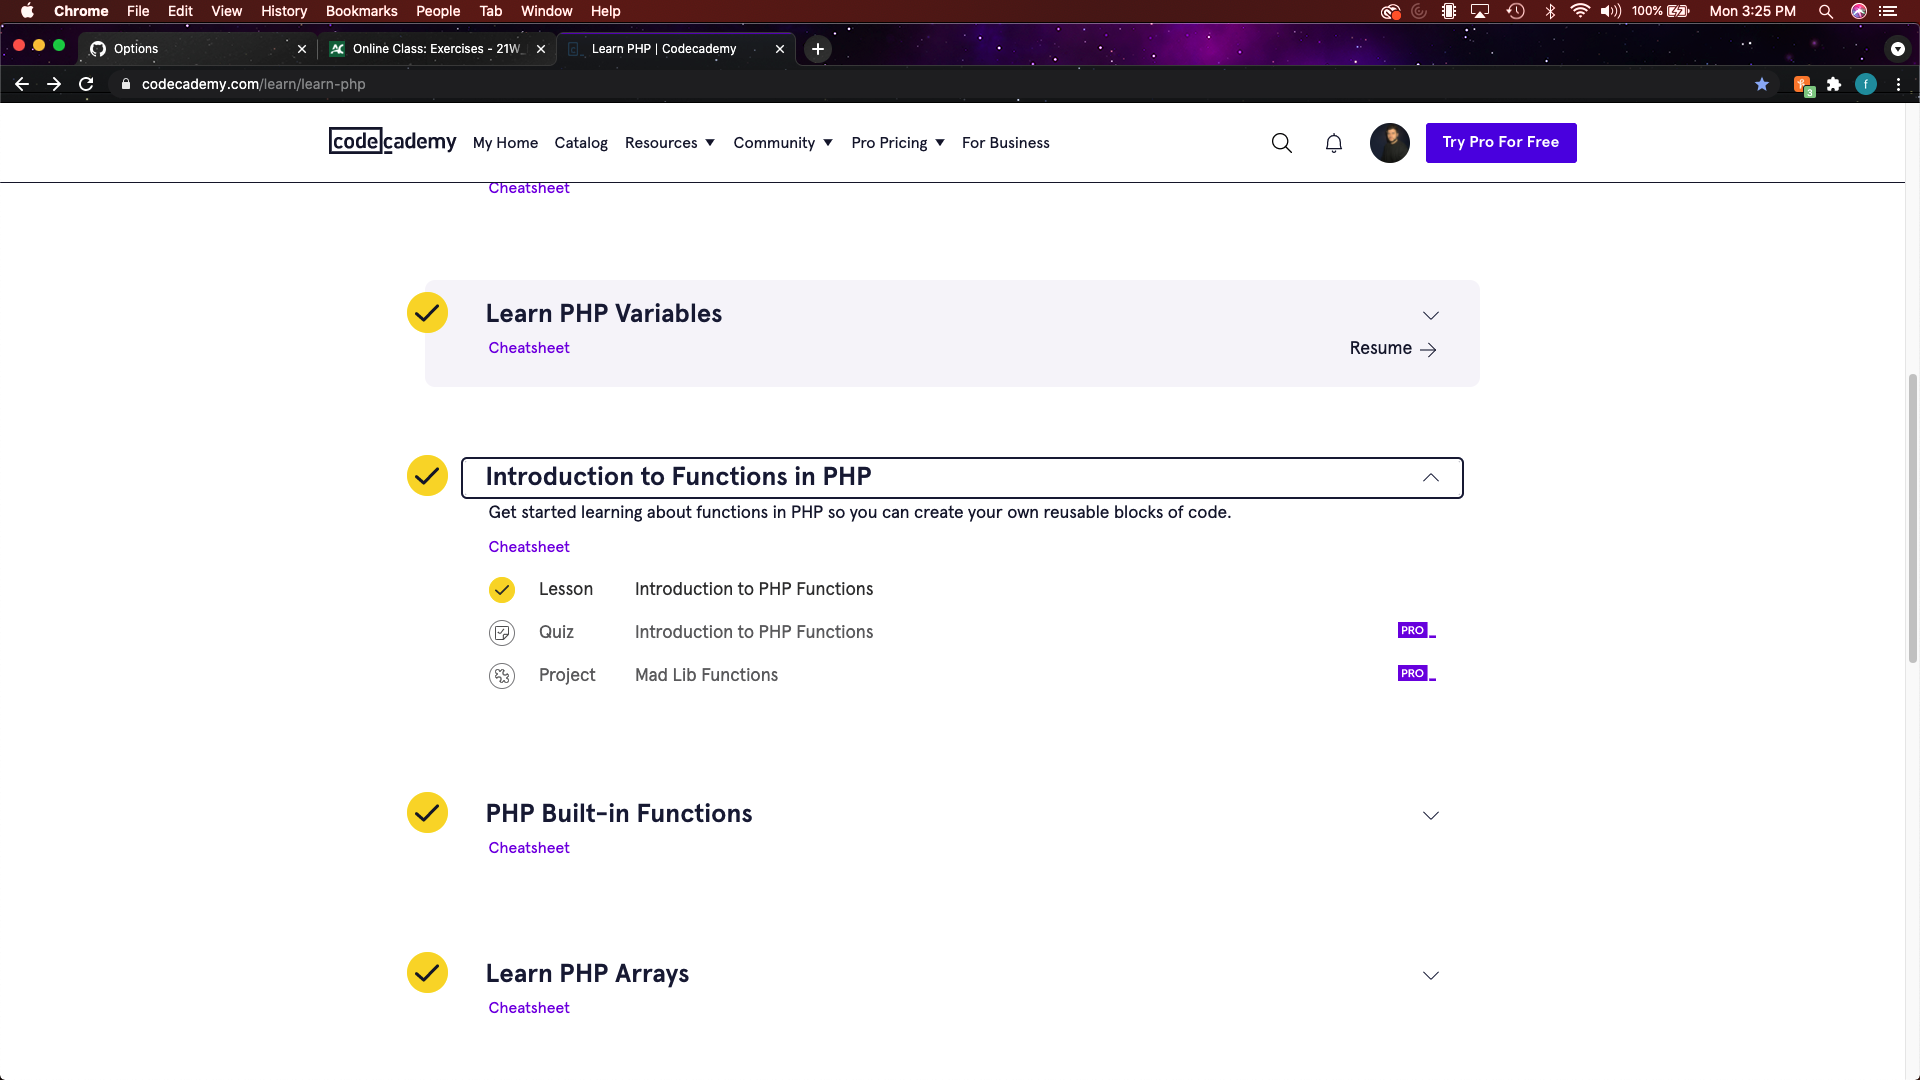 Chrome File Edit View History Bookmarks People Tab Window Help 100% Mon 3:25 PM
Options Online Class: Exercises - 21W Learn PHP | Codecademy
codecademy.com/learn/learn-php 3 f
codecademy My Home Catalog Resources Community Pro Pricing For Business Try Pro For Free
Cheatsheet
Learn PHP Variables
Cheatsheet Resume
Introduction to Functions in PHP
Get started learning about functions in PHP so you can create your own reusable blocks of code.
Cheatsheet
Lesson Introduction to PHP Functions
Quiz Introduction to PHP Functions PRO
Project Mad Lib Functions PRO
PHP Built-in Functions
Cheatsheet
Learn PHP Arrays
Cheatsheet